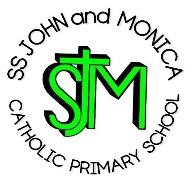 SS JOHN and MONICA
SJM
CATHOLIC PRIMARY SCHOOL